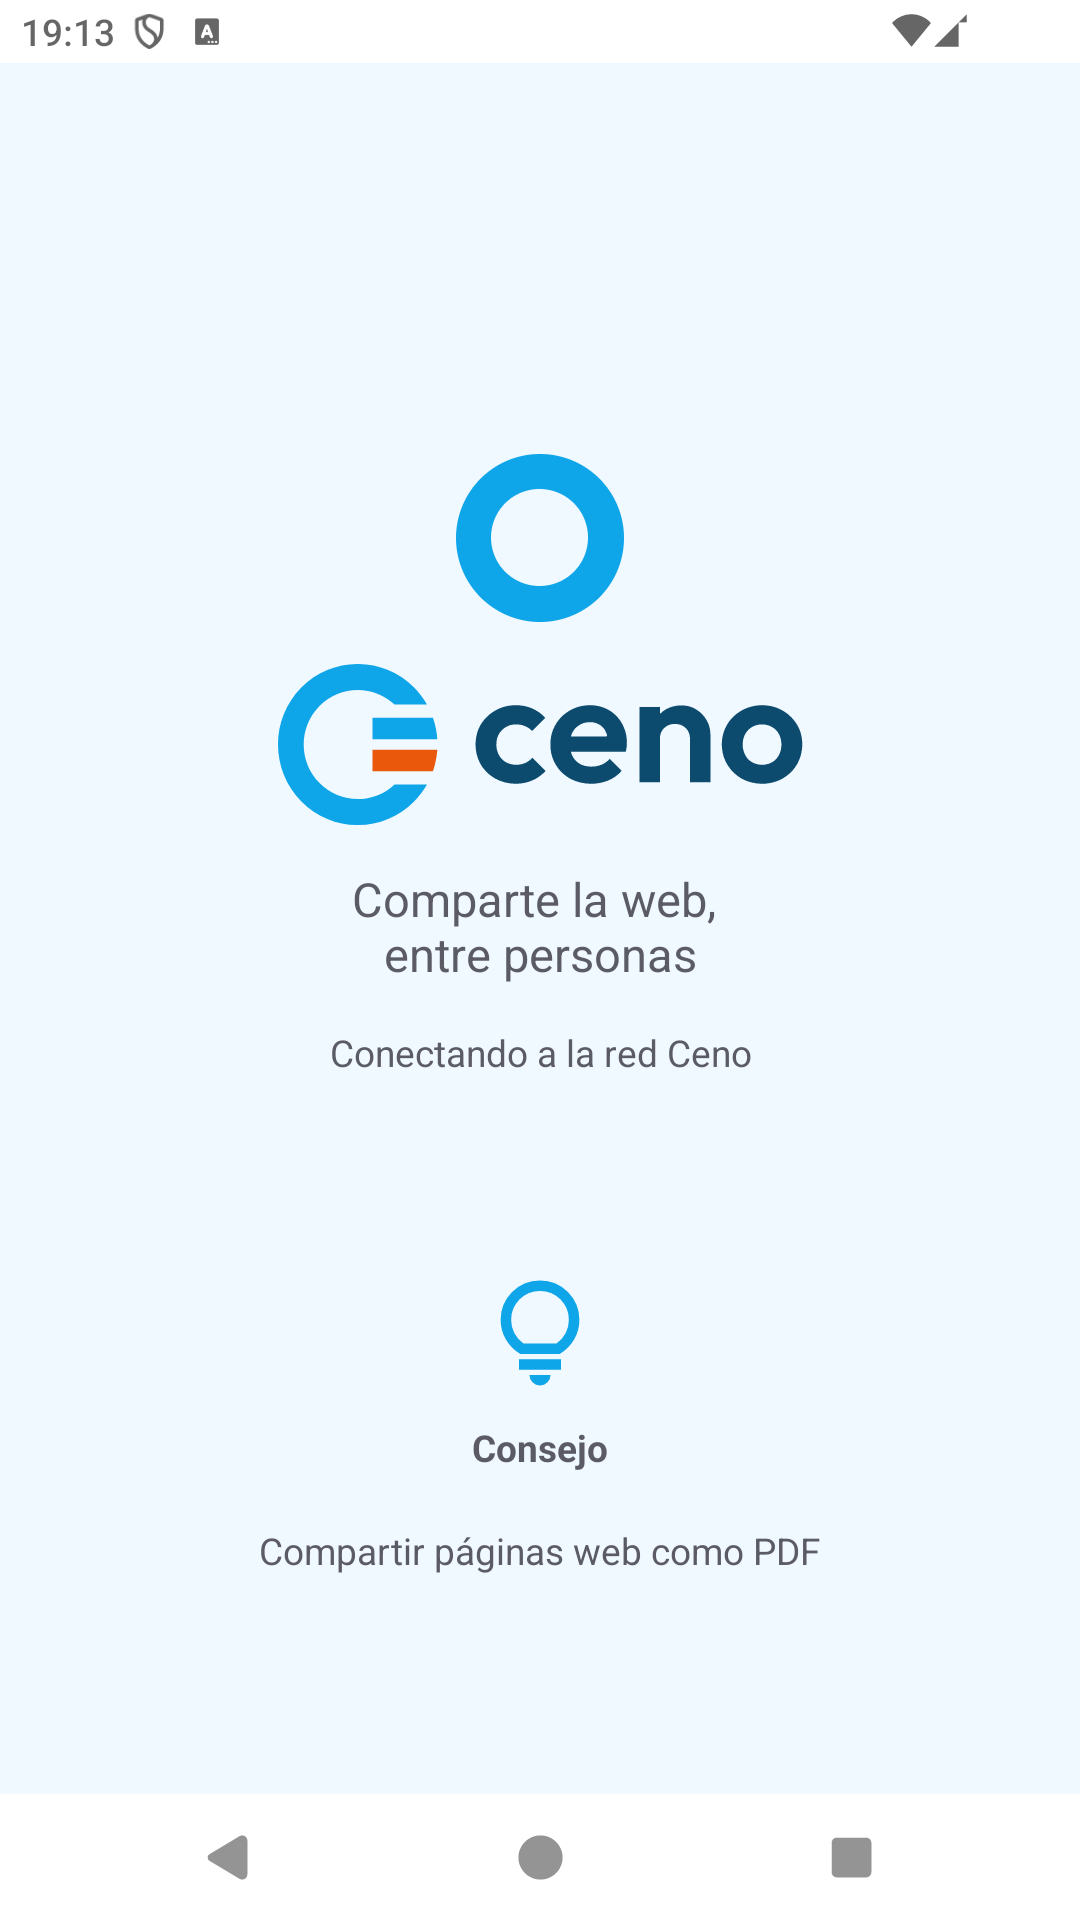 19:13
ceno
Comparte la web,
entre personas
Conectando a la red Ceno
Consejo
Compartir páginas web como PDF